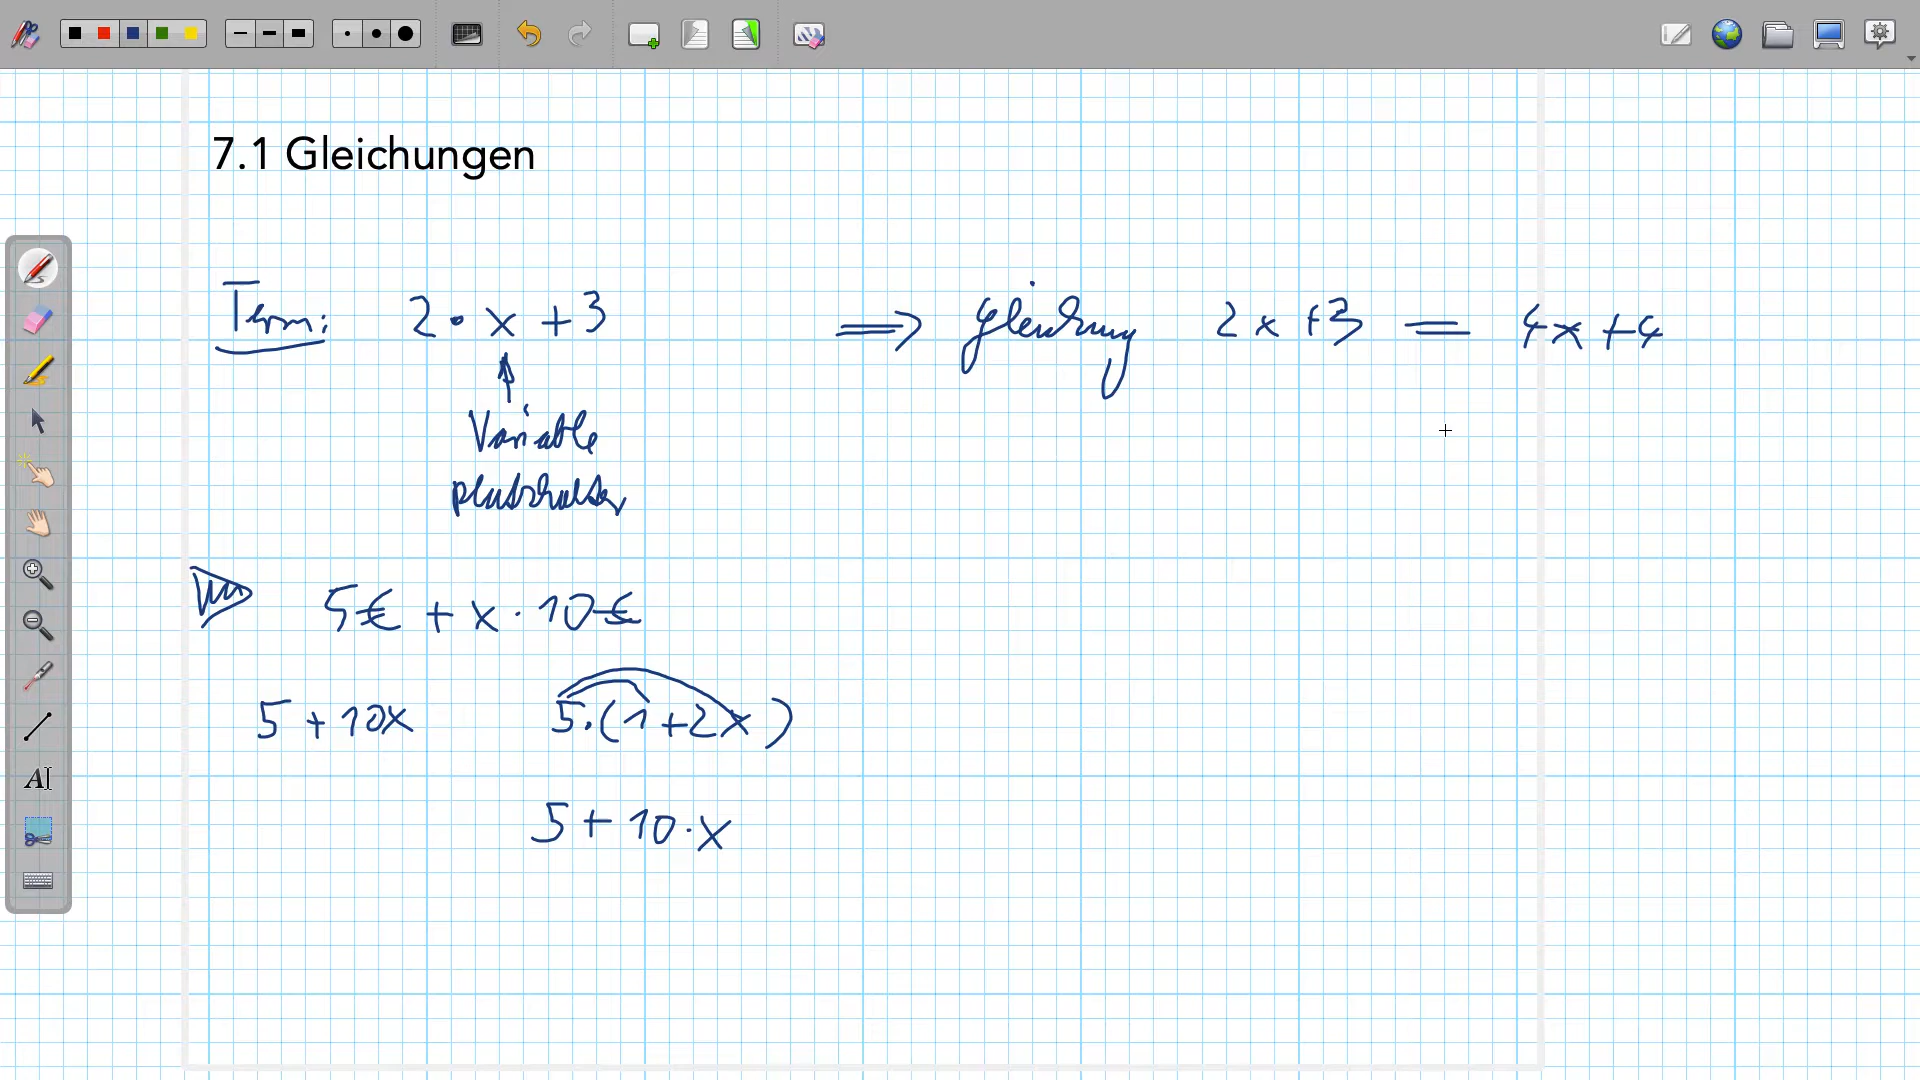 7.1 Gleichungen
Term: 2 · x + 3 ⟹ Gleichung 2x + 3 = 4x + 4
Variable
Platzhalter
5€ + x · 10€
5 + 10x 5·(1+2x)
5 + 10·x